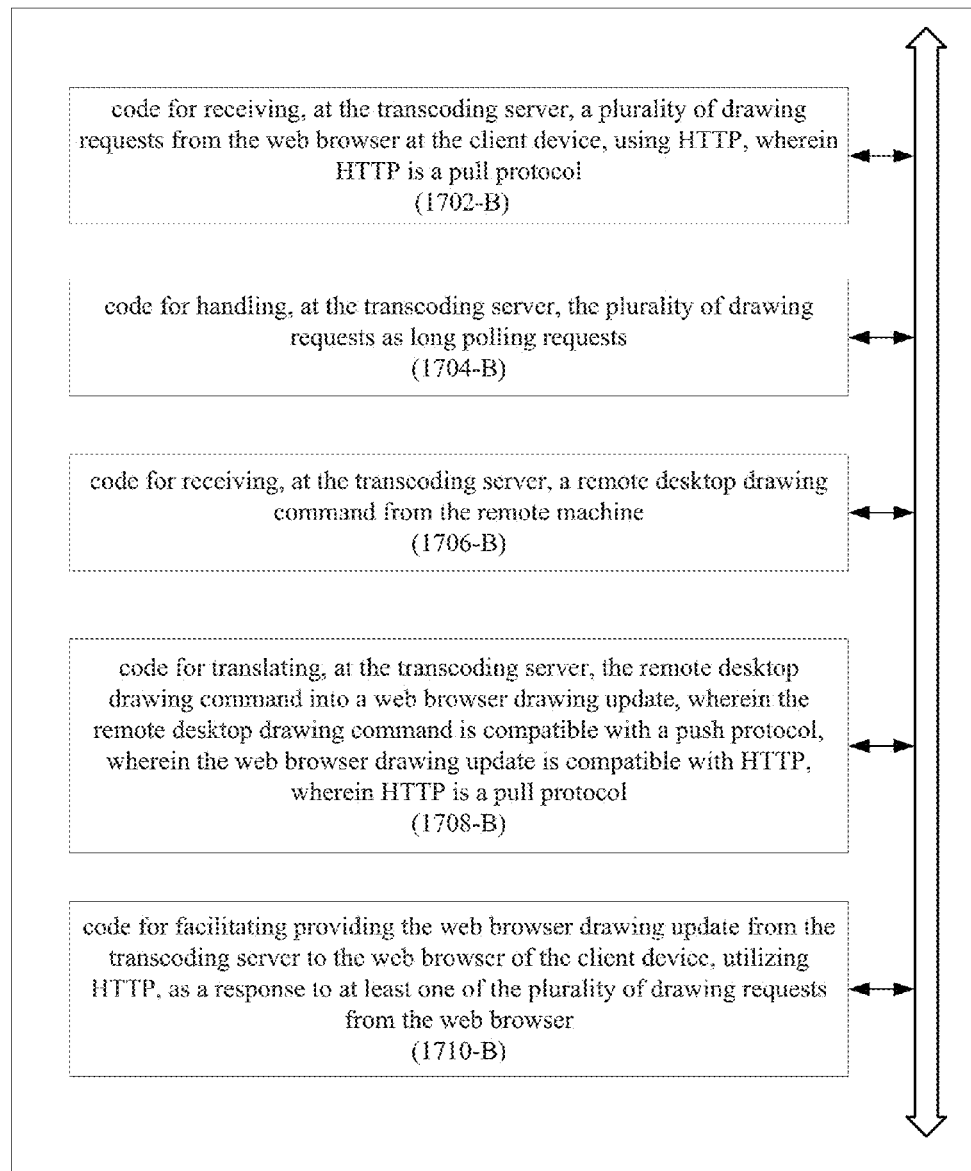 code for receiving, at the transcoding server, a plurality of drawing
requests from the web browser at the client device, using HTTP, wherein
HTTP is a pull protocol
(1702-B)
code for handling, at the transcoding server, the plurality of drawing
requests as long polling requests
(1704-B)
code for receiving, at the transcoding server, a remote desktop drawing
command from the remote machine
(1706-B)
code for translating, at the transcoding server, the remote desktop
drawing command into a web browser drawing update, wherein the
remote desktop drawing command is compatible with a push protocol,
wherein the web browser drawing update is compatible with HTTP,
wherein HTTP is a pull protocol
(1708-B)
code for facilitating providing the web browser drawing update from the
transcoding server to the web browser of the client device, utilizing
HTTP, as a response to at least one of the plurality of drawing requests
from the web browser
(1710-B)